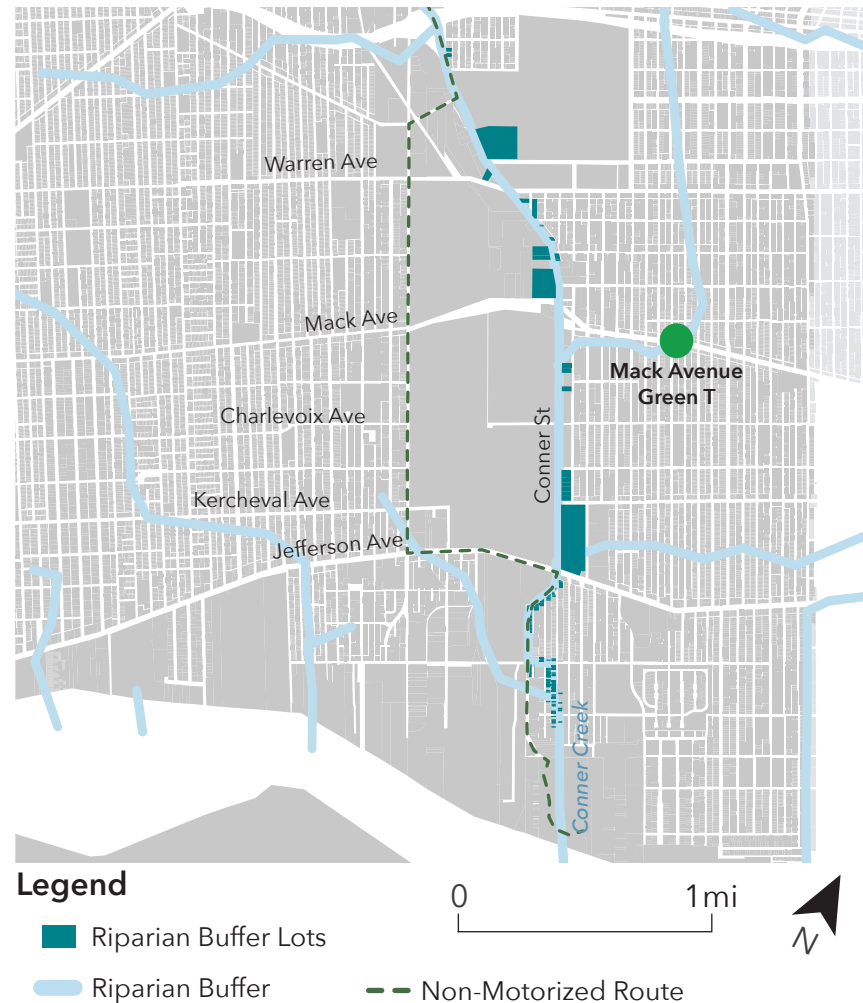 Warren Ave
Mack Ave
Mack Avenue
Green T
Charlevoix Ave
Conner St
Kercheval Ave
Jefferson Ave
Conner Creek
Legend
0
1mi
Riparian Buffer Lots
N
Riparian Buffer
Non-Motorized Route